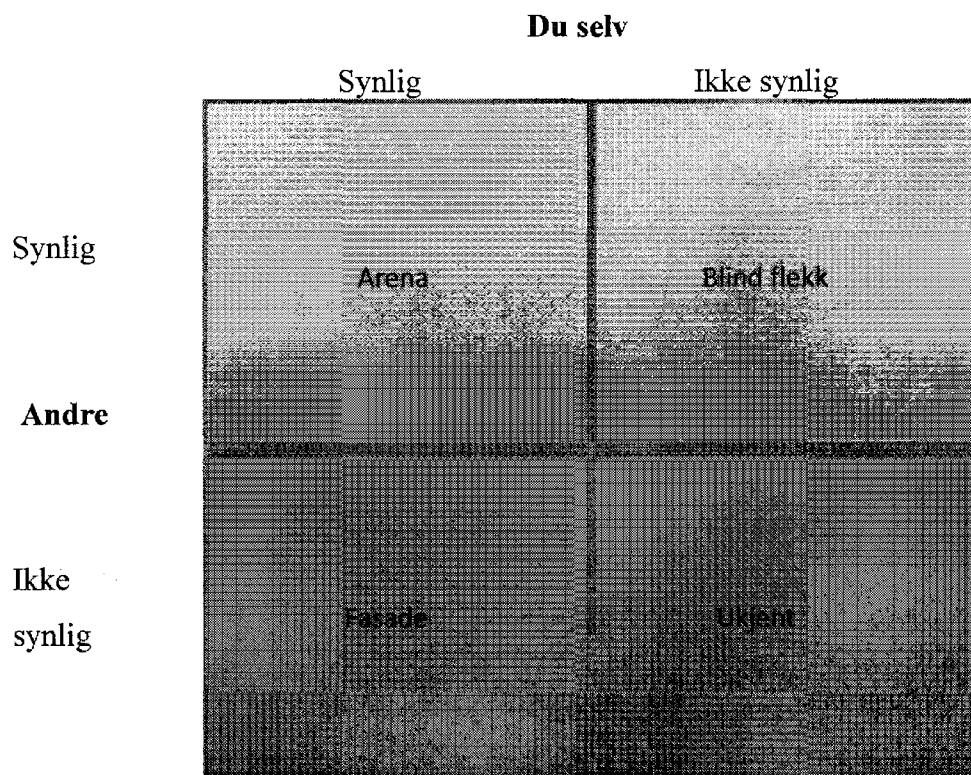 Du selv
Synlig Ikke synlig
Synlig
Arena Blind flekk
Andre
Ikke
synlig
Fasade Ukjent